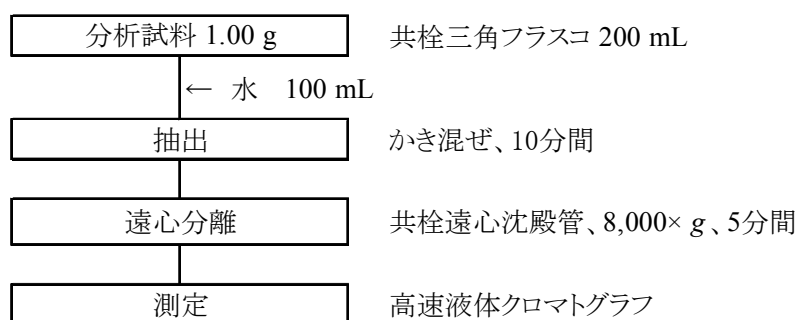 分析試料 1.00 g 共栓三角フラスコ 200 mL
← 水 100 mL
抽出 かき混ぜ、10分間
遠心分離 共栓遠心沈殿管、8,000× g 、5分間
測定 高速液体クロマトグラフ